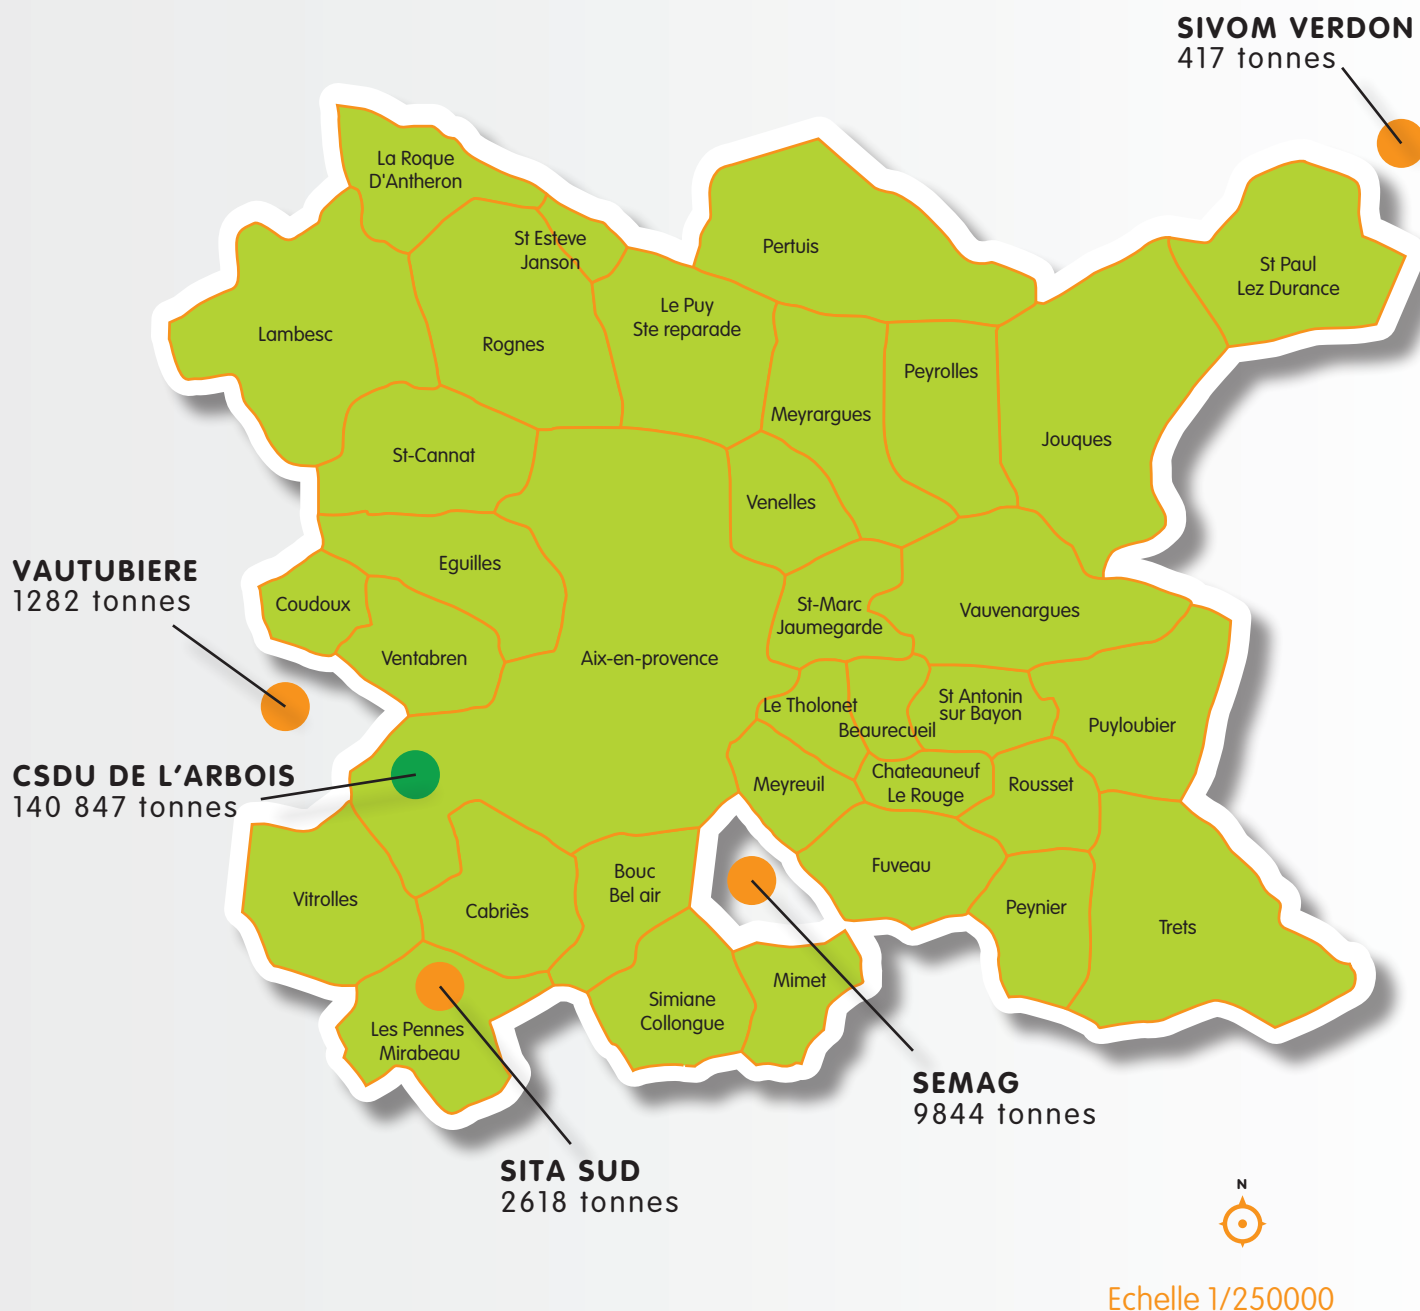 SIVOM VERDON
417 tonnes
La Roque
D'Antheron
St Esteve
Janson
Pertuis
St Paul
Lez Durance
Lambesc
Rognes
Le Puy
Ste reparade
Peyrolles
Meyrargues
Jouques
St-Cannat
Venelles
Eguilles
VAUTUBIERE
1282 tonnes
Coudoux
St-Marc
Jaumegarde
Vauvenargues
Ventabren
Aix-en-provence
Le Tholonet
Beaurecueil
St Antonin
sur Bayon
Puyloubier
CSDU DE L'ARBOIS
140 847 tonnes
Meyreuil
Chateauneuf
Le Rouge
Rousset
Vitrolles
Cabriès
Bouc
Bel air
Fuveau
Peynier
Trets
Mimet
Simiane
Collongue
Les Pennes
Mirabeau
SEMAG
9844 tonnes
SITA SUD
2618 tonnes
N
Echelle 1/250000